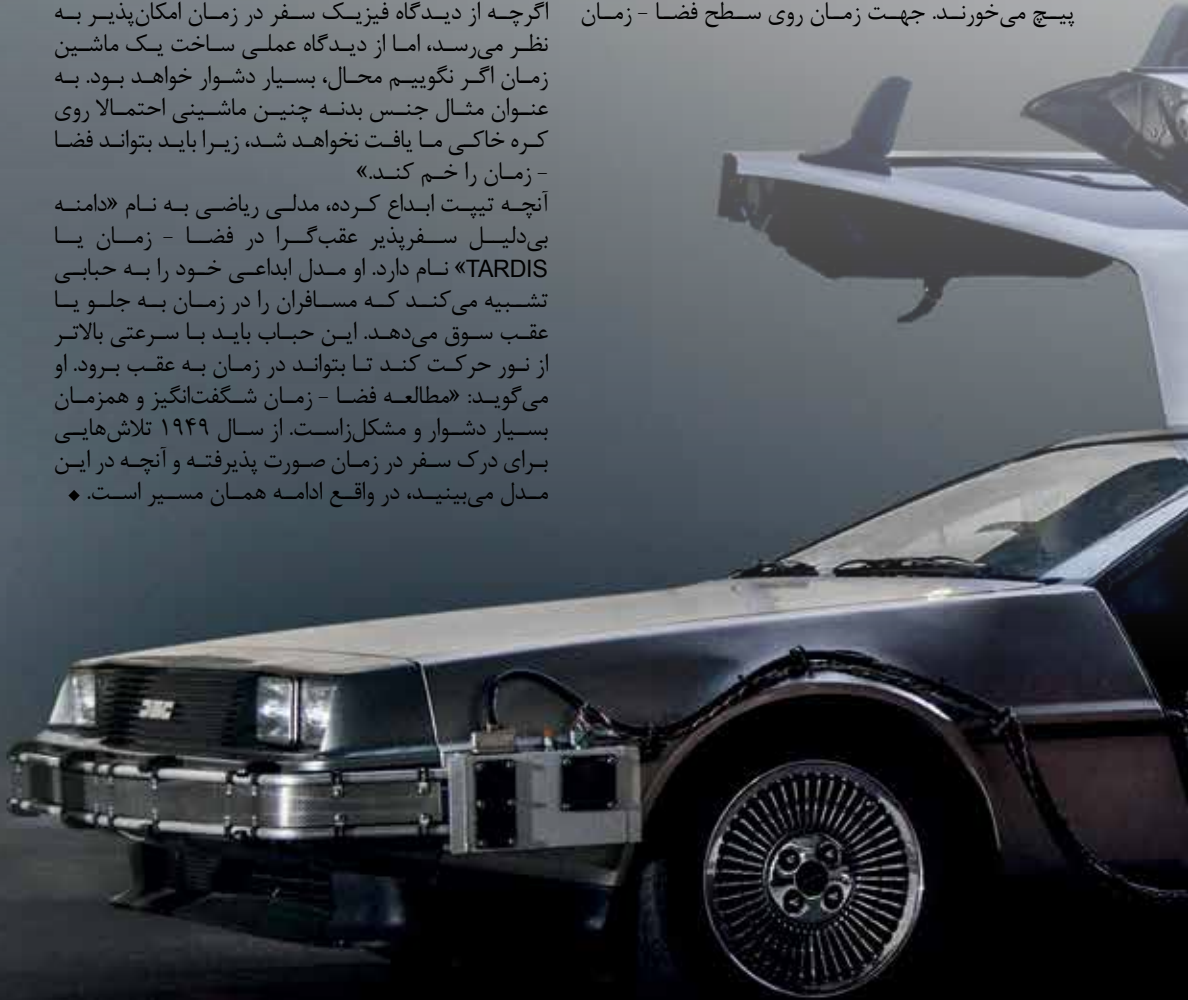 پیچ می‌خورند. جهت زمان روی سطح فضا - زمان
اگرچه از دیدگاه فیزیک سفر در زمان امکان‌پذیر به
نظر می‌رسد، اما از دیدگاه عملی ساخت یک ماشین
زمان اگر نگوییم محال، بسیار دشوار خواهد بود. به
عنوان مثال جنس بدنه چنین ماشینی احتمالا روی
کره خاکی ما یافت نخواهد شد، زیرا باید بتواند فضا
- زمان را خم کند.»
آنچه تیپت ابداع کرده، مدلی ریاضی به نام «دامنه
بی‌دلیل سفرپذیر عقب‌گرا در فضا - زمان یا
TARDIS» نام دارد. او مدل ابداعی خود را به حبابی
تشبیه می‌کند که مسافران را در زمان به جلو یا
عقب سوق می‌دهد. این حباب باید با سرعتی بالاتر
از نور حرکت کند تا بتواند در زمان به عقب برود. او
می‌گوید: «مطالعه فضا - زمان شگفت‌انگیز و همزمان
بسیار دشوار و مشکل‌زاست. از سال ۱۹۴۹ تلاش‌هایی
برای درک سفر در زمان صورت پذیرفته و آنچه در این
مدل می‌بینید، در واقع ادامه همان مسیر است. ◆